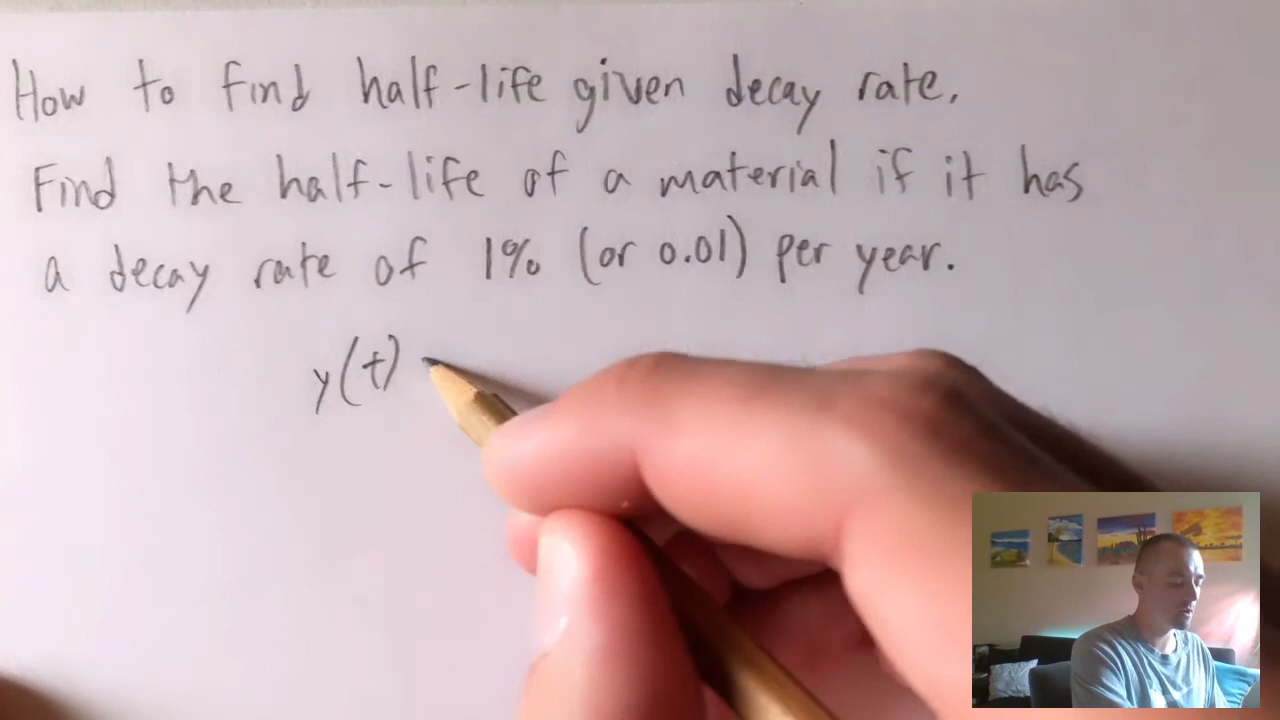 How to find half-life given decay rate.
Find the half-life of a material if it has
a decay rate of 1% (or 0.01) per year.
y(t)